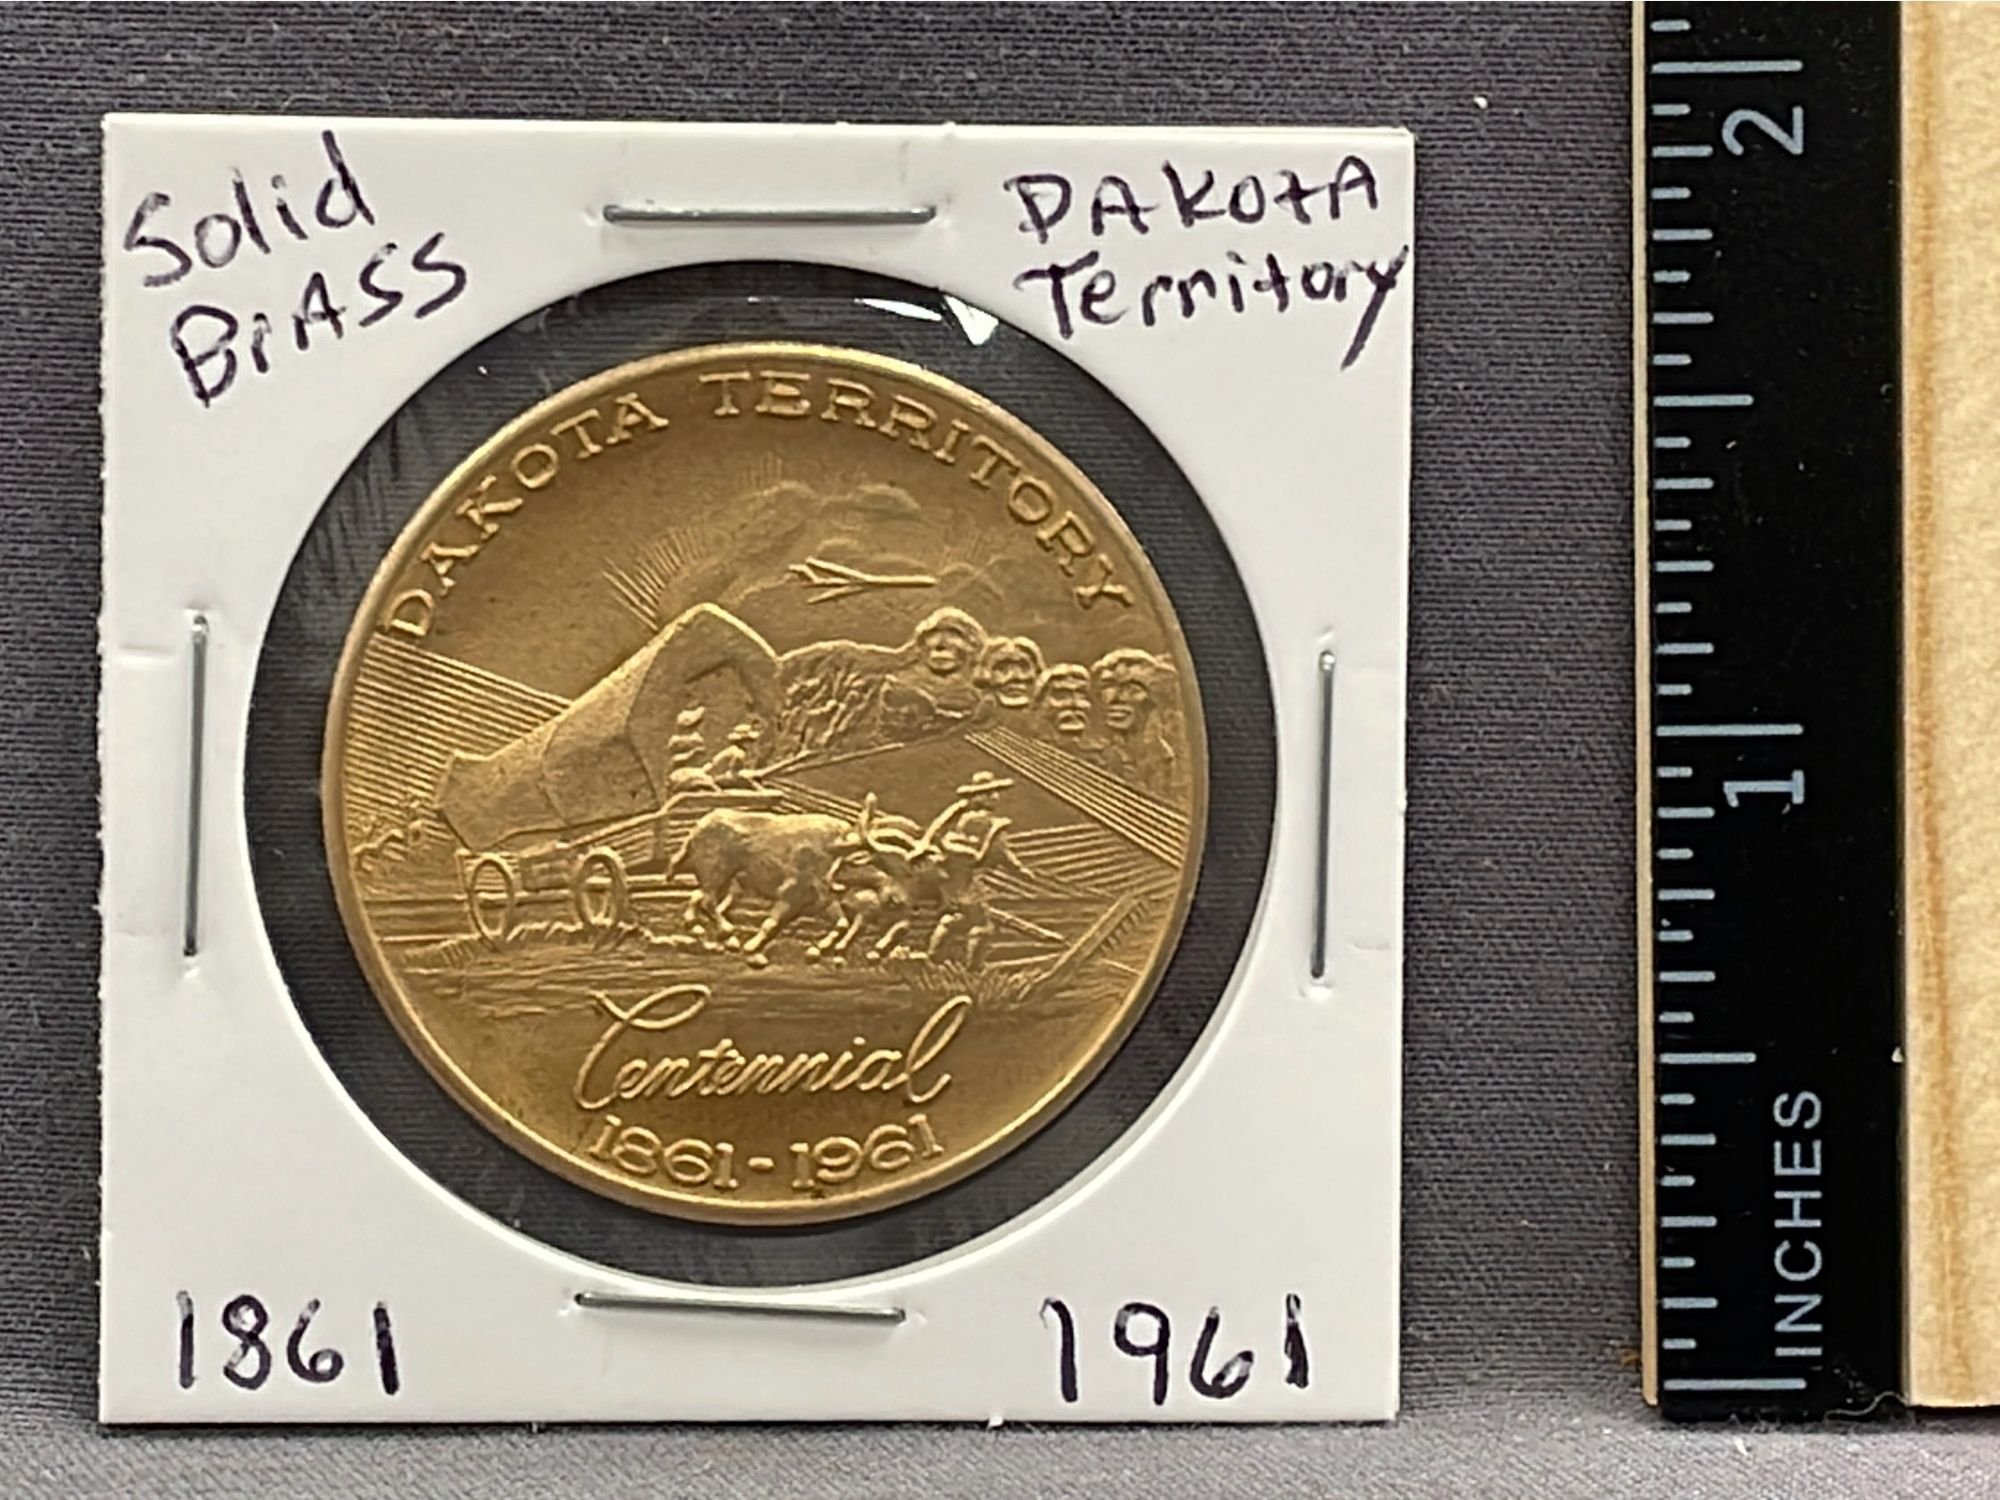 Solid
BrASS
DAKOtA
Territory
DAKOTA TERRITORY
Centennial
1861-1961
1861
1961
2
1
INCHES